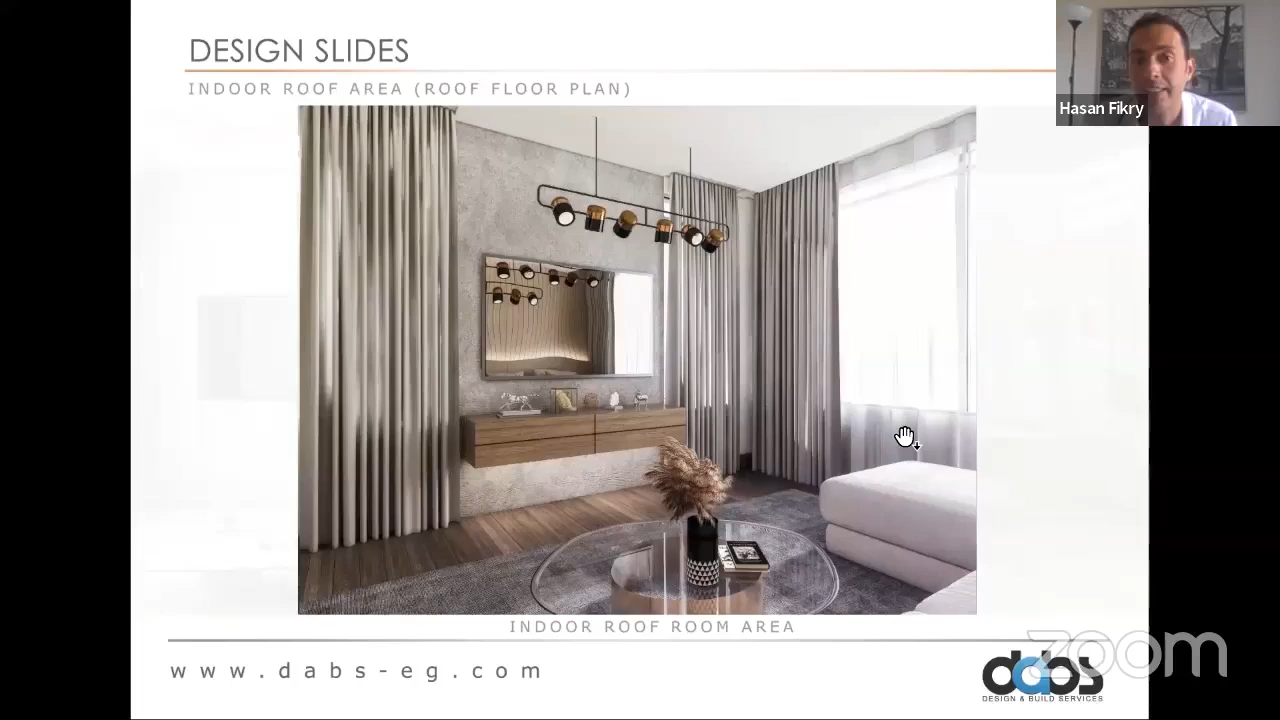 DESIGN SLIDES
INDOOR ROOF AREA (ROOF FLOOR PLAN)
Hasan Fikry
INDOOR ROOF ROOM AREA
www.dabs-eg.com
dabs
DESIGN & BUILD SERVICES
zoom